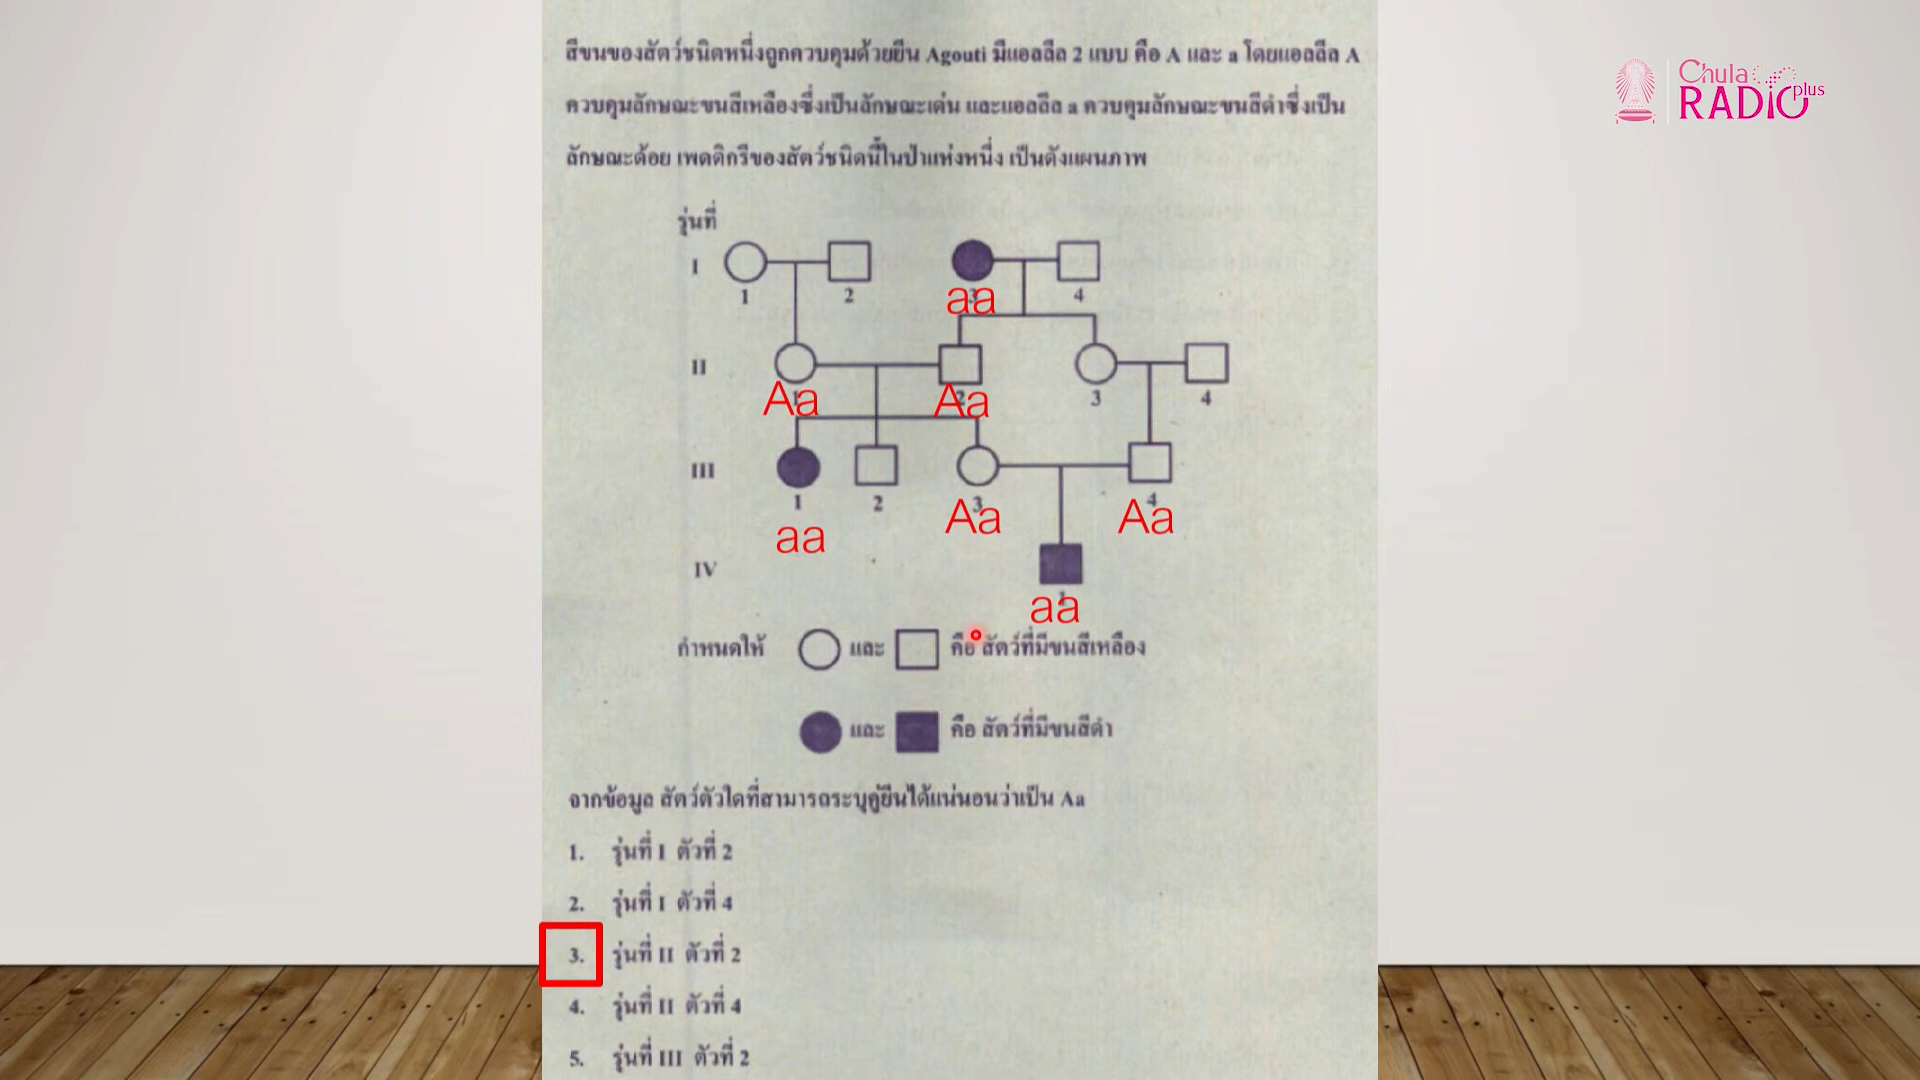 สีขนของสัตว์ชนิดหนึ่งถูกควบคุมด้วยยีน Agouti มีแอลลีล 2 แบบ คือ A และ a โดยแอลลีล A
ควบคุมลักษณะขนสีเหลืองซึ่งเป็นลักษณะเด่น และแอลลีล a ควบคุมลักษณะขนสีดำซึ่งเป็น
ลักษณะด้อย เพดดิกรีของสัตว์ชนิดนี้ในป่าแห่งหนึ่ง เป็นดังแผนภาพ
Chula
RADIO plus
รุ่นที่
I
1 2 aa 4
II
Aa Aa 3 4
III
1 2 3 4
aa Aa Aa
IV
aa
กำหนดให้ และ คือ สัตว์ที่มีขนสีเหลือง
และ คือ สัตว์ที่มีขนสีดำ
จากข้อมูล สัตว์ตัวใดที่สามารถระบุคู่ยีนได้แน่นอนว่าเป็น Aa
1. รุ่นที่ I ตัวที่ 2
2. รุ่นที่ I ตัวที่ 4
3. รุ่นที่ II ตัวที่ 2
4. รุ่นที่ II ตัวที่ 4
5. รุ่นที่ III ตัวที่ 2